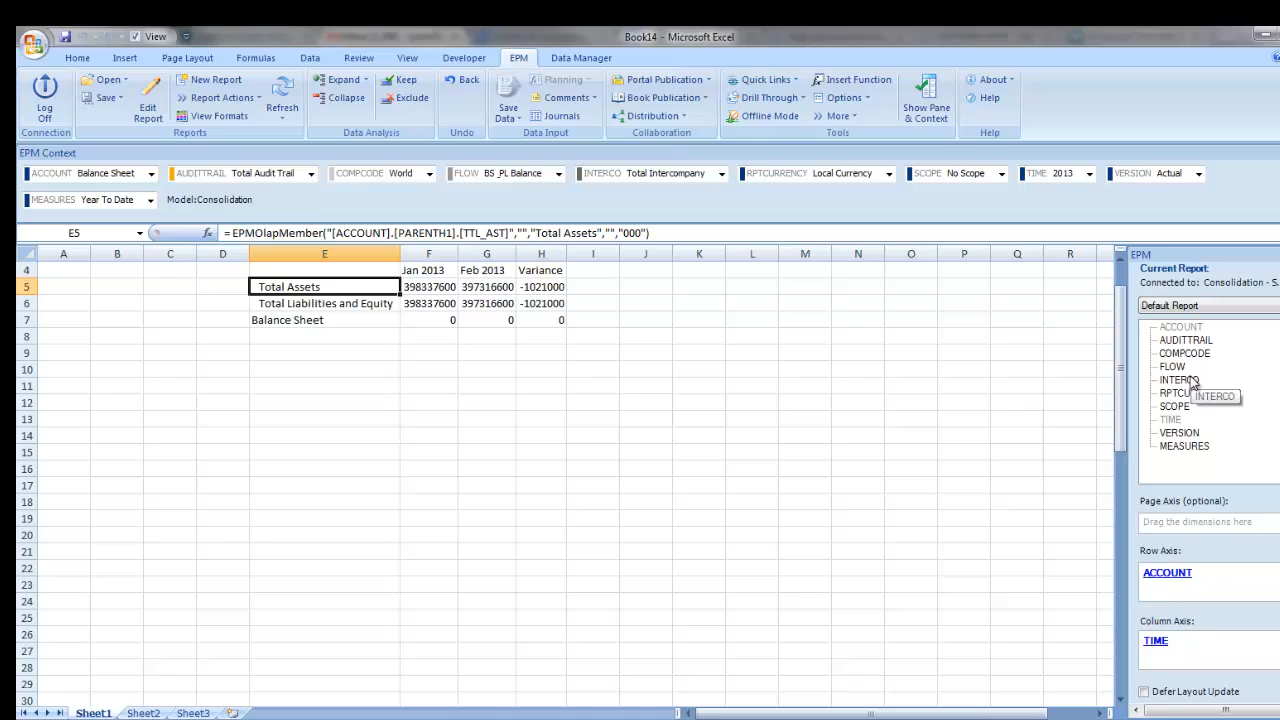 View
Book14 - Microsoft Excel
Home Insert Page Layout Formulas Data Review View Developer EPM Data Manager
Open New Report Expand Keep Back Planning Portal Publication Quick Links Insert Function About
Log Off Save Edit Report Report Actions Refresh Collapse Exclude Save Data Comments Book Publication Drill Through Options Show Pane & Context Help
View Formats Journals Distribution Offline Mode More
Connection Reports Data Analysis Undo Data Input Collaboration Tools Help
EPM Context
ACCOUNT Balance Sheet AUDITTRAIL Total Audit Trail COMPCODE World FLOW BS_PL Balance INTERCO Total Intercompany RPTCURRENCY Local Currency SCOPE No Scope TIME 2013 VERSION Actual
MEASURES Year To Date Model:Consolidation
E5 fx =EPMOlapMember("[ACCOUNT].[PARENTH1].[TTL_AST]","","Total Assets","","000")
A B C D E F G H I J K L M N O P Q R
4 Jan 2013 Feb 2013 Variance
5 Total Assets 398337600 397316600 -1021000
6 Total Liabilities and Equity 398337600 397316600 -1021000
7 Balance Sheet 0 0 0
8
9
10
11
12
13
14
15
16
17
18
19
20
21
22
23
24
25
26
27
28
29
30
Sheet1 Sheet2 Sheet3
EPM
Current Report:
Connected to: Consolidation - S.
Default Report
ACCOUNT
AUDITTRAIL
COMPCODE
FLOW
INTERCO
RPTCU
INTERCO
SCOPE
TIME
VERSION
MEASURES
Page Axis (optional):
Drag the dimensions here
Row Axis:
ACCOUNT
Column Axis:
TIME
Defer Layout Update